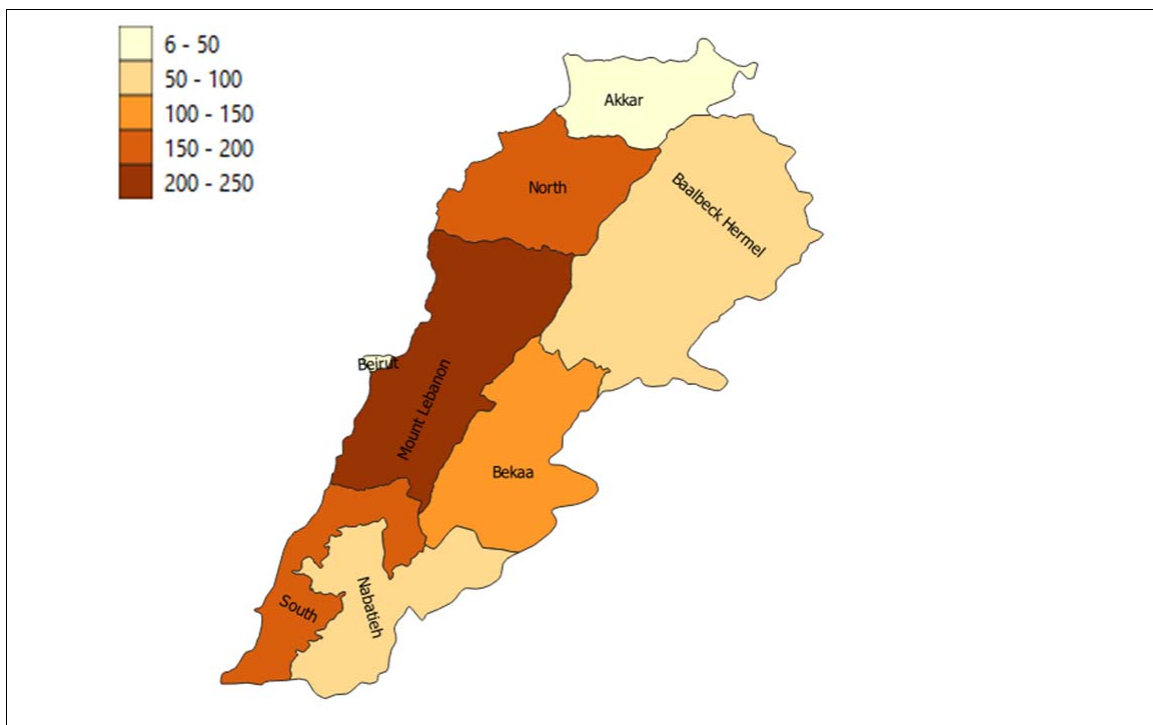 6 - 50
50 - 100
100 - 150
150 - 200
200 - 250
Akkar
North
Baalbeck Hermel
Beirut
Mount Lebanon
Bekaa
South
Nabatieh